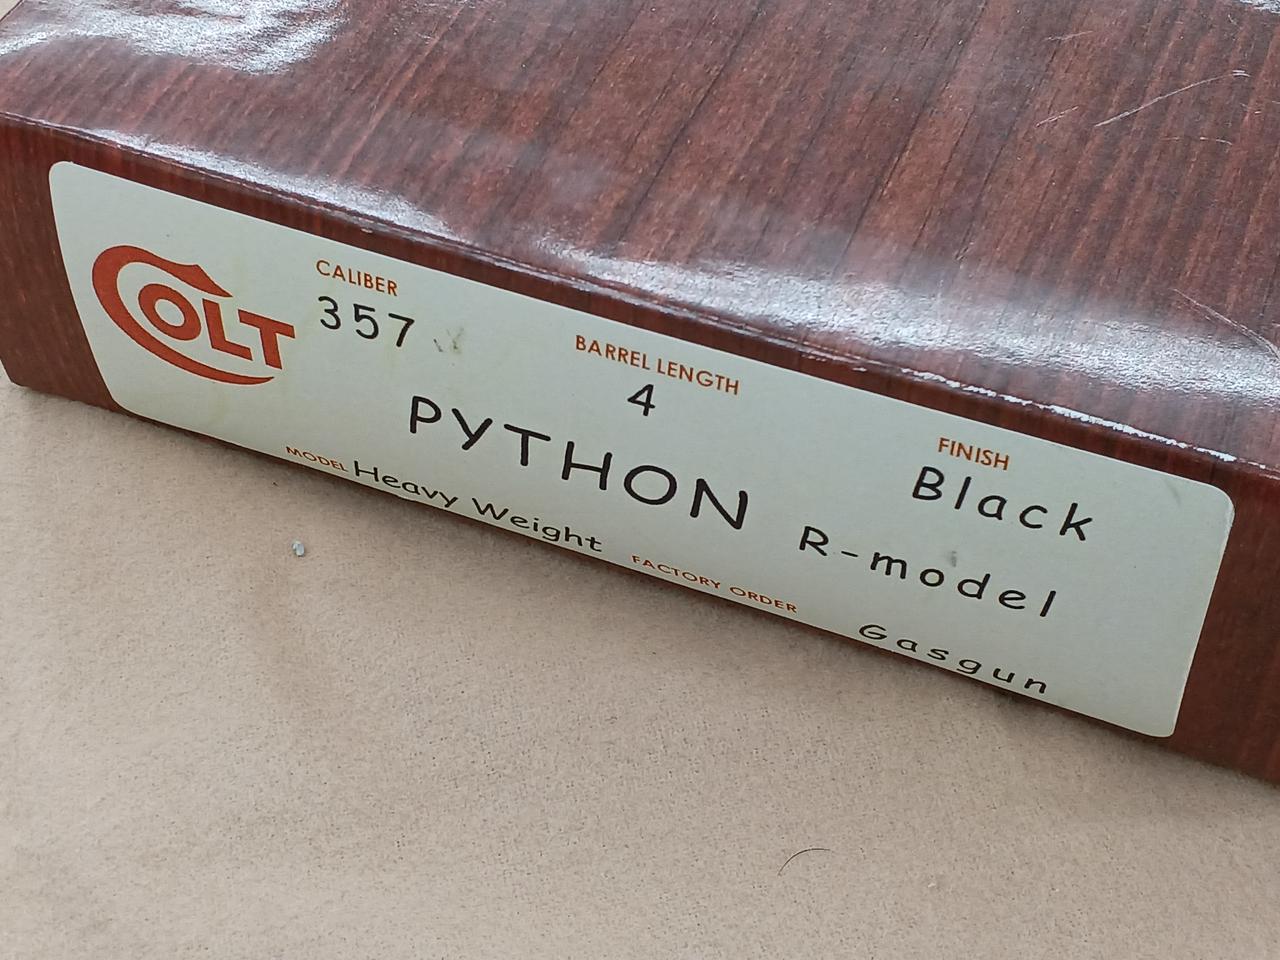 COLT
CALIBER
357
BARREL LENGTH
4
FINISH
Black
PYTHON
R-model
MODEL Heavy Weight
FACTORY ORDER
Gasgun